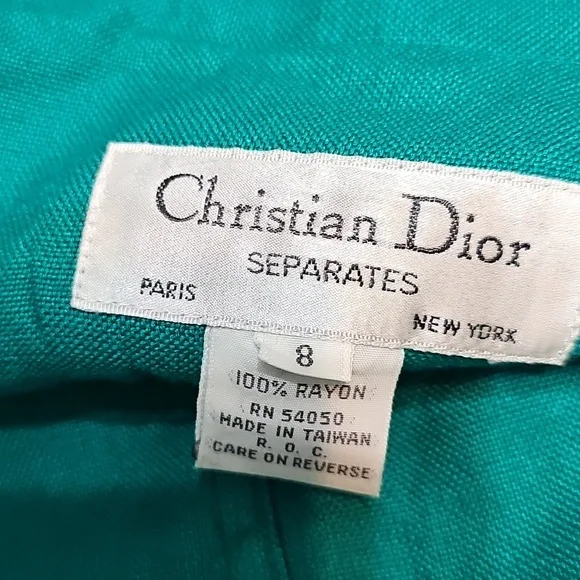 Christian Dior
SEPARATES
PARIS
NEW YORK
8
100% RAYON
RN 54050
MADE IN TAIWAN
R. O. C.
CARE ON REVERSE